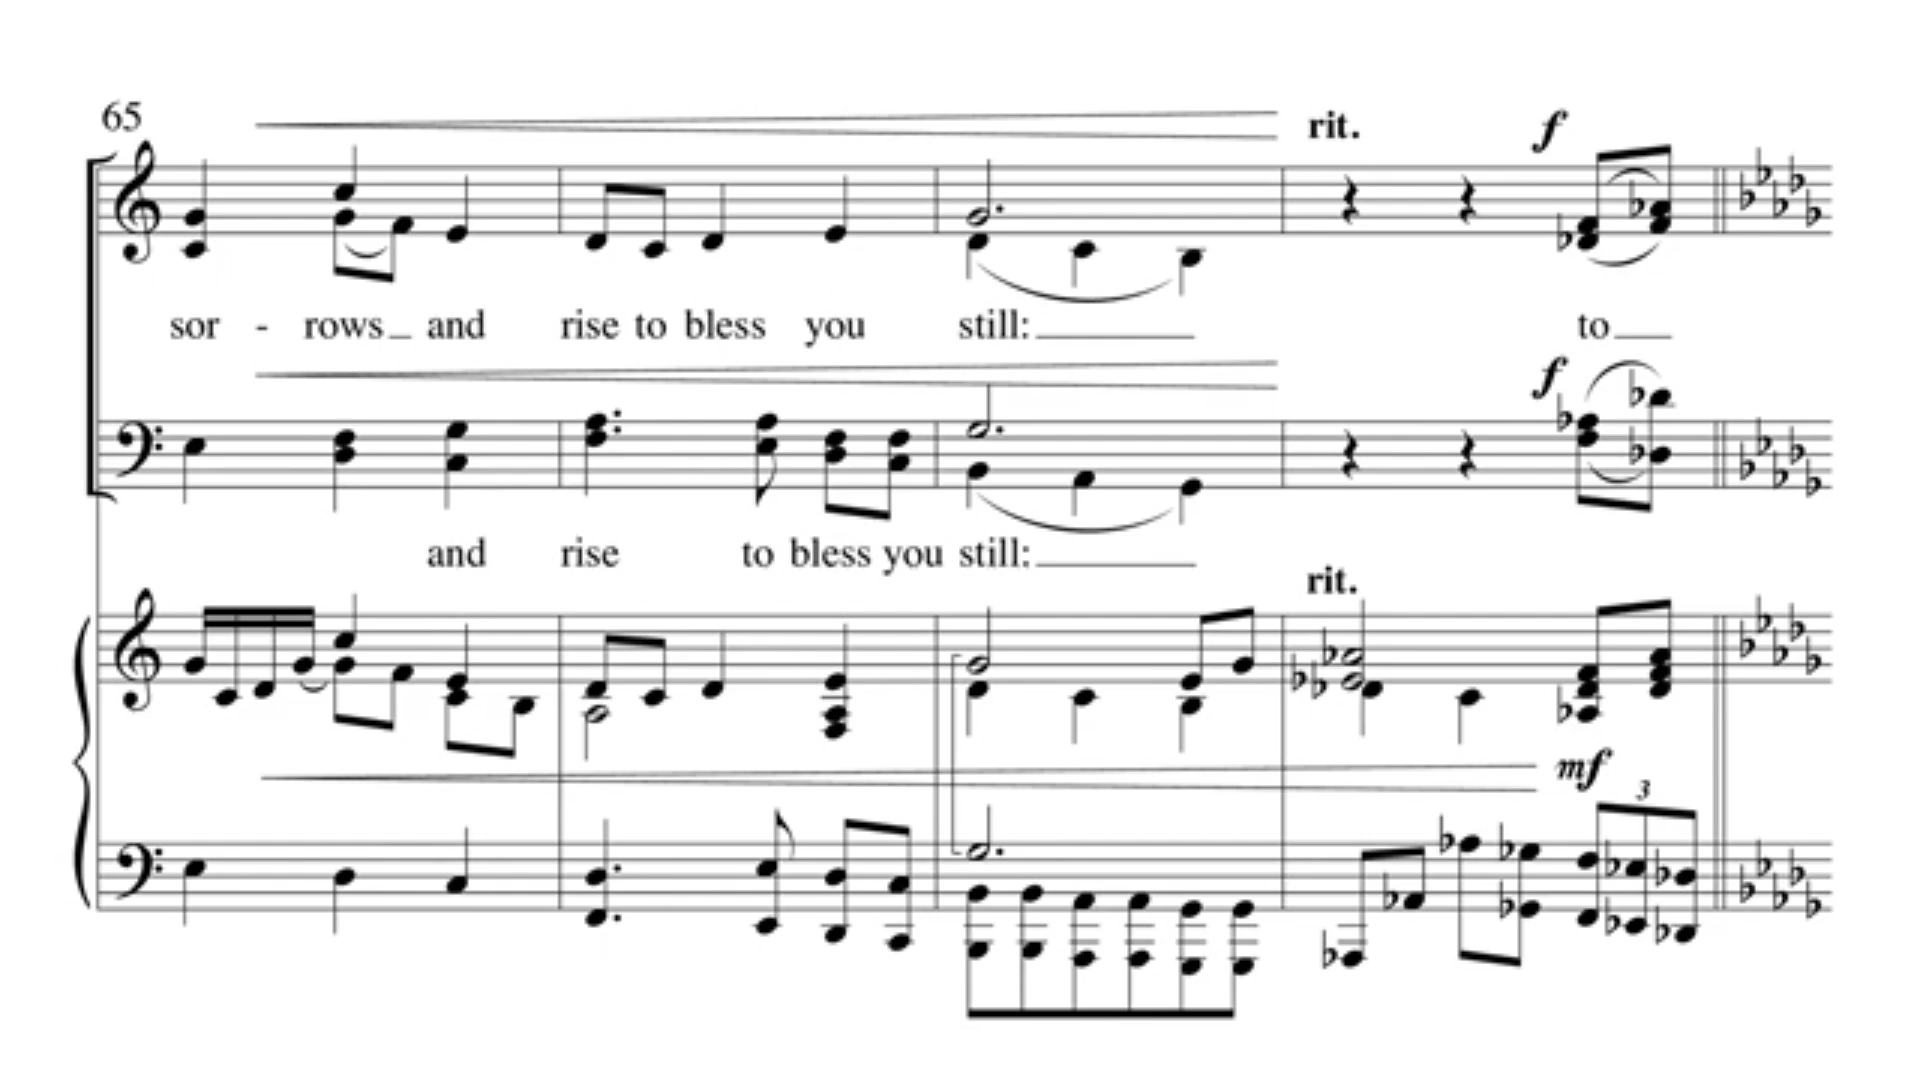 65
rit. f
sor - rows and rise to bless you still: to
f
and rise to bless you still:
rit.
mf
3